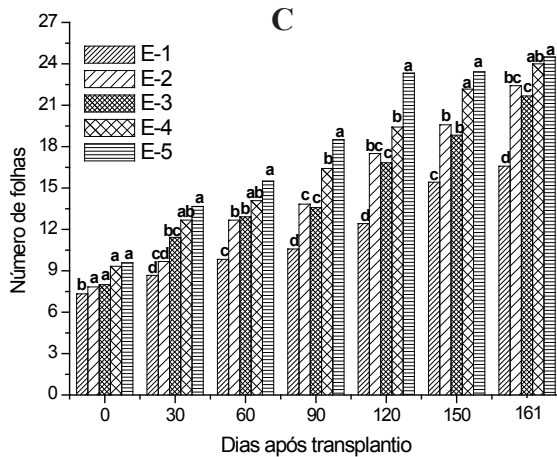 C
27
24
21
18
15
12
9
6
3
0
Número de folhas
E-1
E-2
E-3
E-4
E-5
b a a a a
d cd bc ab a
c b b ab a
d c c b a
d bc c b a
c b b a a
d bc c ab a
0 30 60 90 120 150 161
Dias após transplantio